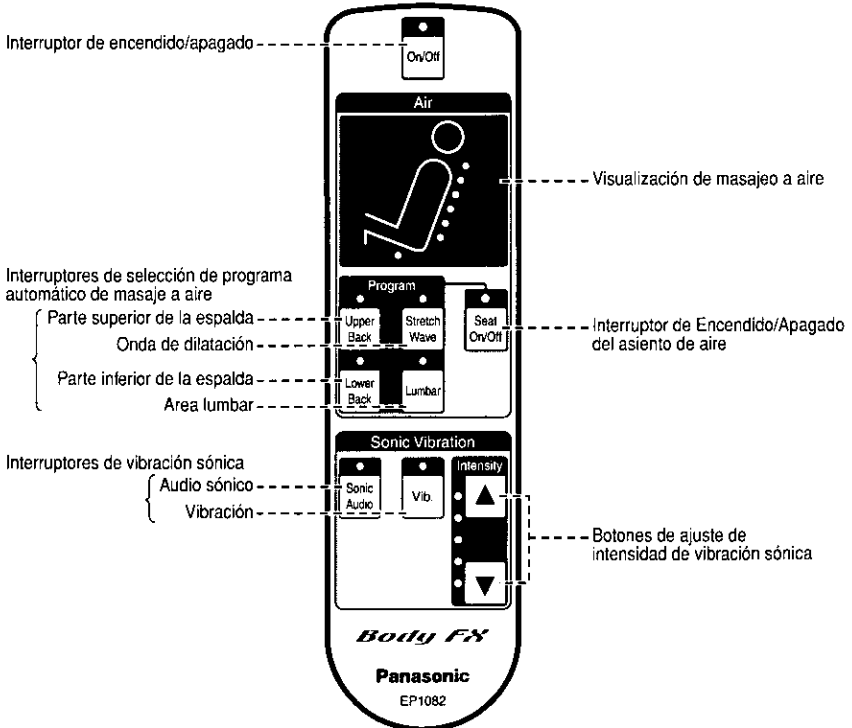 Interruptor de encendido/apagado
On/Off
Air
Visualización de masajeo a aire
Interruptores de selección de programa
automático de masaje a aire
Parte superior de la espalda
Onda de dilatación
Parte inferior de la espalda
Area lumbar
Program
Upper
Back
Stretch
Wave
Seat
On/Off
Lower
Back
Lumbar
Interruptor de Encendido/Apagado
del asiento de aire
Sonic Vibration
Interruptores de vibración sónica
Audio sónico
Vibración
Sonic
Audio
Vib.
Intensity
Botones de ajuste de
intensidad de vibración sónica
Body FX
Panasonic
EP1082